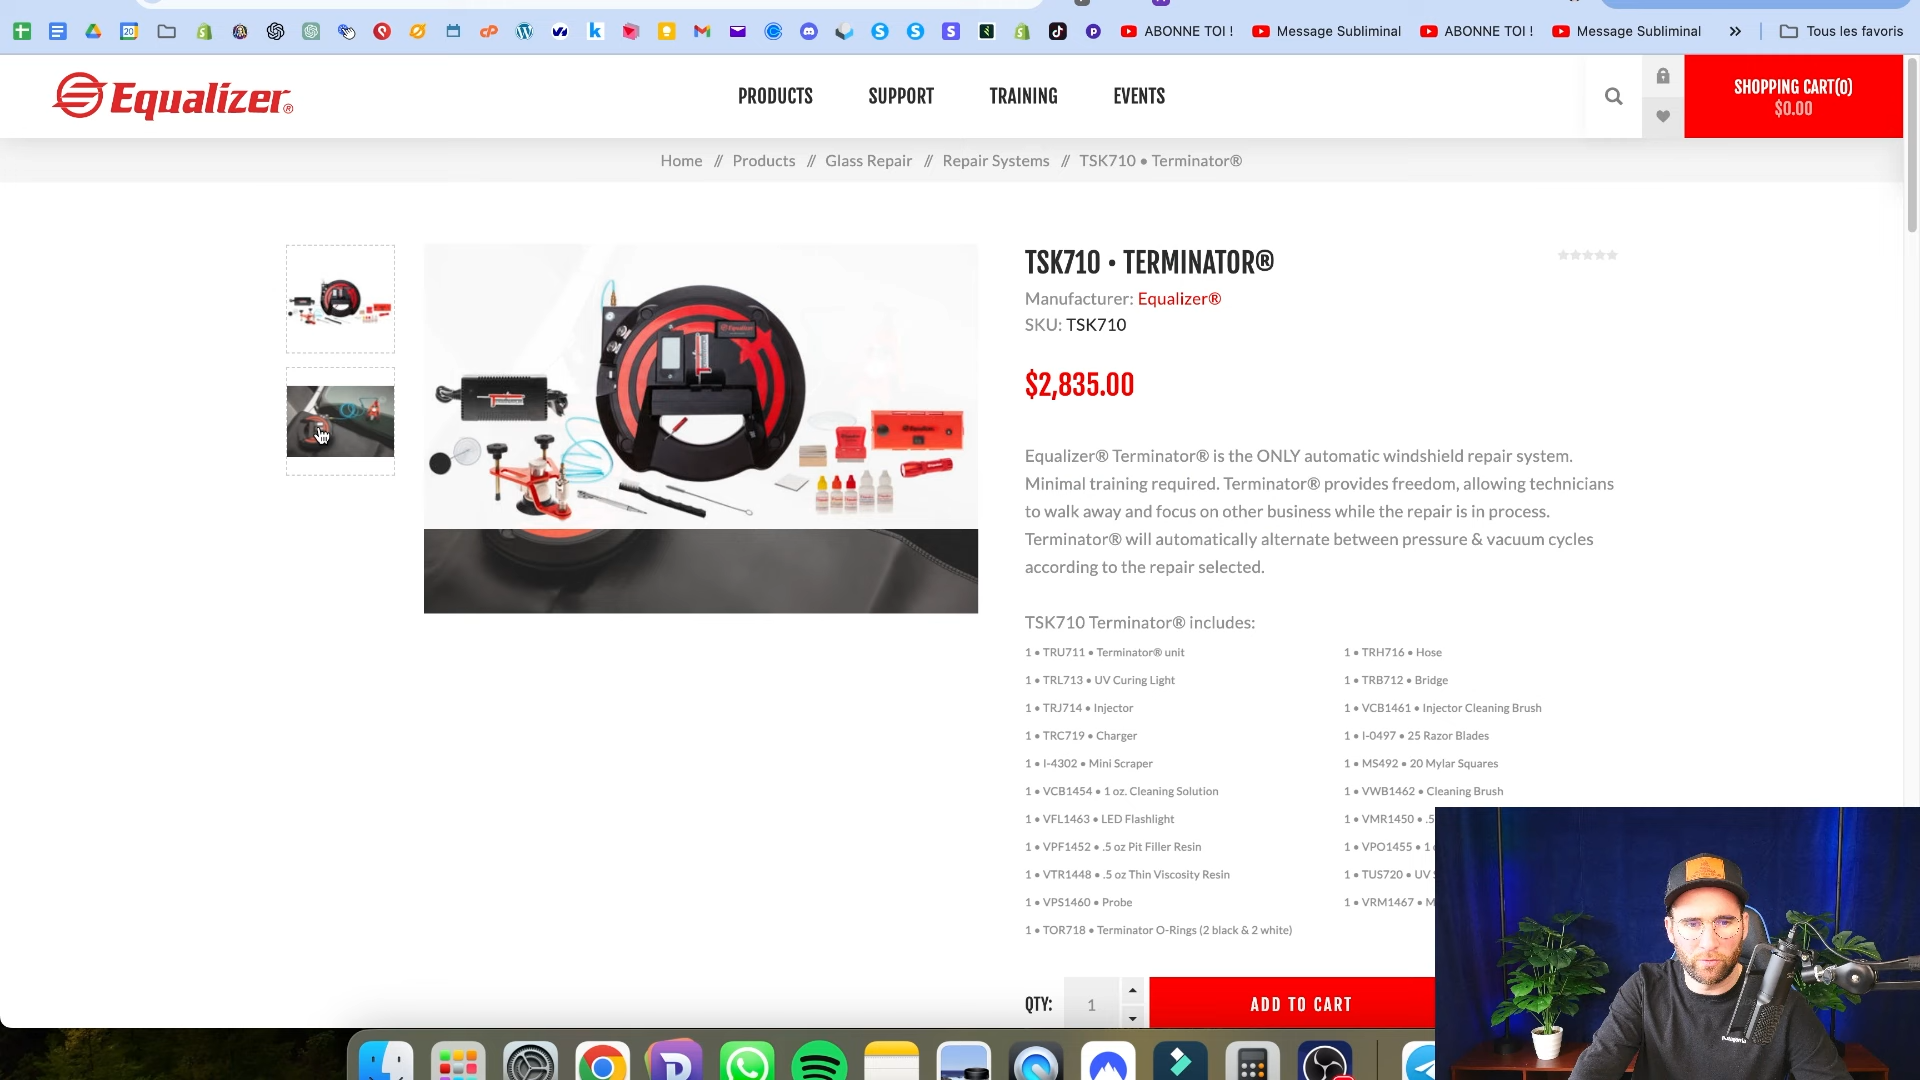 ABONNE TOI !
Message Subliminal
ABONNE TOI !
Message Subliminal
Tous les favoris
Equalizer®
PRODUCTS
SUPPORT
TRAINING
EVENTS
SHOPPING CART(0)
$0.00
Home // Products // Glass Repair // Repair Systems // TSK710 • Terminator®
TSK710 • TERMINATOR®
Manufacturer: Equalizer®
SKU: TSK710
$2,835.00
Equalizer® Terminator® is the ONLY automatic windshield repair system.
Minimal training required. Terminator® provides freedom, allowing technicians
to walk away and focus on other business while the repair is in process.
Terminator® will automatically alternate between pressure & vacuum cycles
according to the repair selected.
TSK710 Terminator® includes:
1 • TRU711 • Terminator® unit
1 • TRH716 • Hose
1 • TRL713 • UV Curing Light
1 • TRB712 • Bridge
1 • TRJ714 • Injector
1 • VCB1461 • Injector Cleaning Brush
1 • TRC719 • Charger
1 • I-0497 • 25 Razor Blades
1 • I-4302 • Mini Scraper
1 • MS492 • 20 Mylar Squares
1 • VCB1454 • 1 oz. Cleaning Solution
1 • VWB1462 • Cleaning Brush
1 • VFL1463 • LED Flashlight
1 • VMR1450 • .5
1 • VPF1452 • .5 oz Pit Filler Resin
1 • VPO1455 • 1
1 • VTR1448 • .5 oz Thin Viscosity Resin
1 • TUS720 • UV
1 • VPS1460 • Probe
1 • VRM1467 •
1 • TOR718 • Terminator O-Rings (2 black & 2 white)
QTY:
1
ADD TO CART